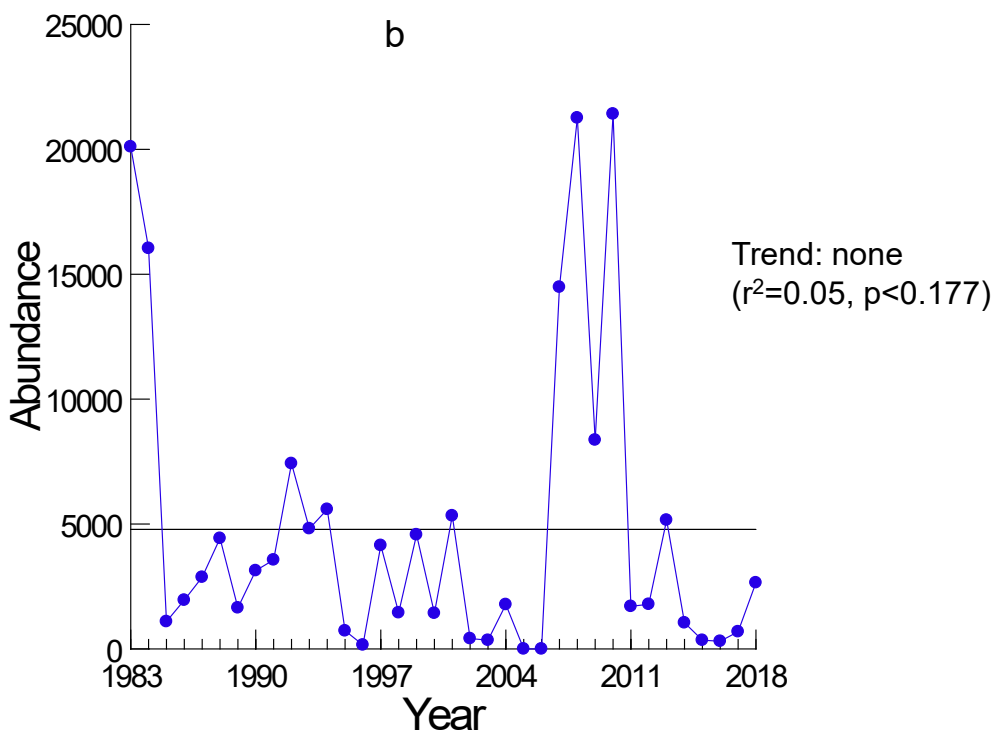 b
25000
20000
15000
10000
5000
0
Abundance
1983 1990 1997 2004 2011 2018
Year
Trend: none
(r²=0.05, p<0.177)